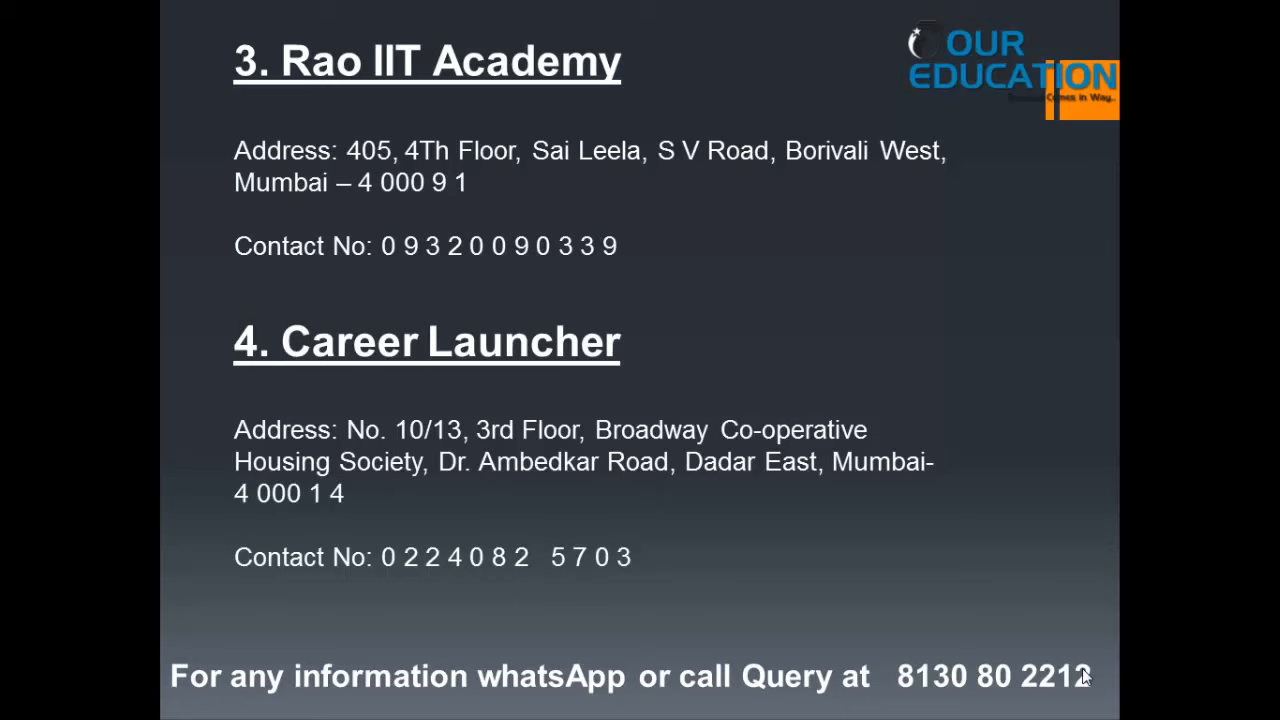 3. Rao IIT Academy
OUR
EDUCATION
Comes in Way..
Address: 405, 4Th Floor, Sai Leela, S V Road, Borivali West,
Mumbai – 4 000 9 1
Contact No: 0 9 3 2 0 0 9 0 3 3 9
4. Career Launcher
Address: No. 10/13, 3rd Floor, Broadway Co-operative
Housing Society, Dr. Ambedkar Road, Dadar East, Mumbai-
4 000 1 4
Contact No: 0 2 2 4 0 8 2 5 7 0 3
For any information whatsApp or call Query at 8130 80 2212